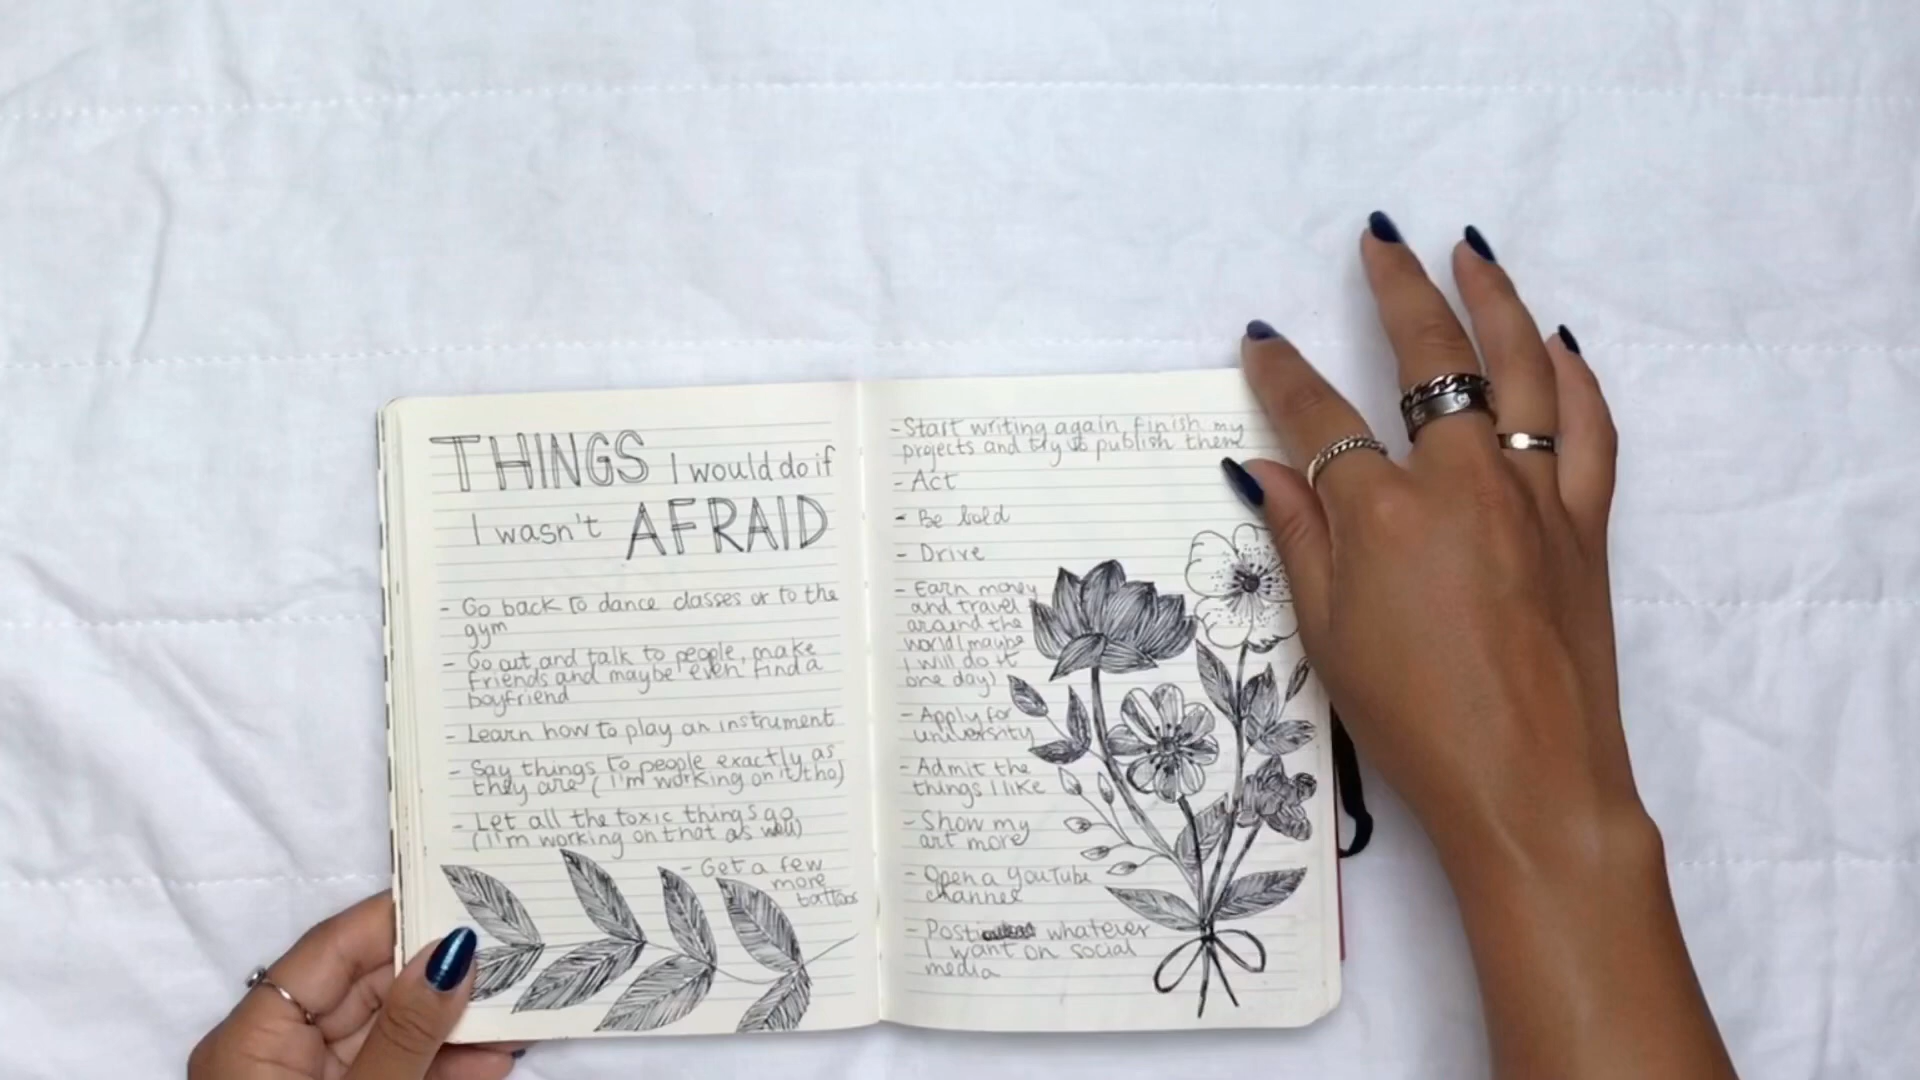 THINGS I would do if
I wasn't AFRAID
- Go back to dance classes or to the
gym
- Go out and talk to people, make
friends and maybe even find a
boyfriend
- Learn how to play an instrument
- Say things to people exactly as
they are (I'm working on it tho)
- Let all the toxic things go
(I'm working on that as well)
- Get a few
more
tattoos
- Start writing again, finish my
projects and try to publish them
- Act
- Be bold
- Drive
- Earn money
and travel
around the
world (maybe
I will do it
one day)
- Apply for
university
- Admit the
things I like
- Show my
art more
- Open a YouTube
channel
- Post whatever
I want on social
media